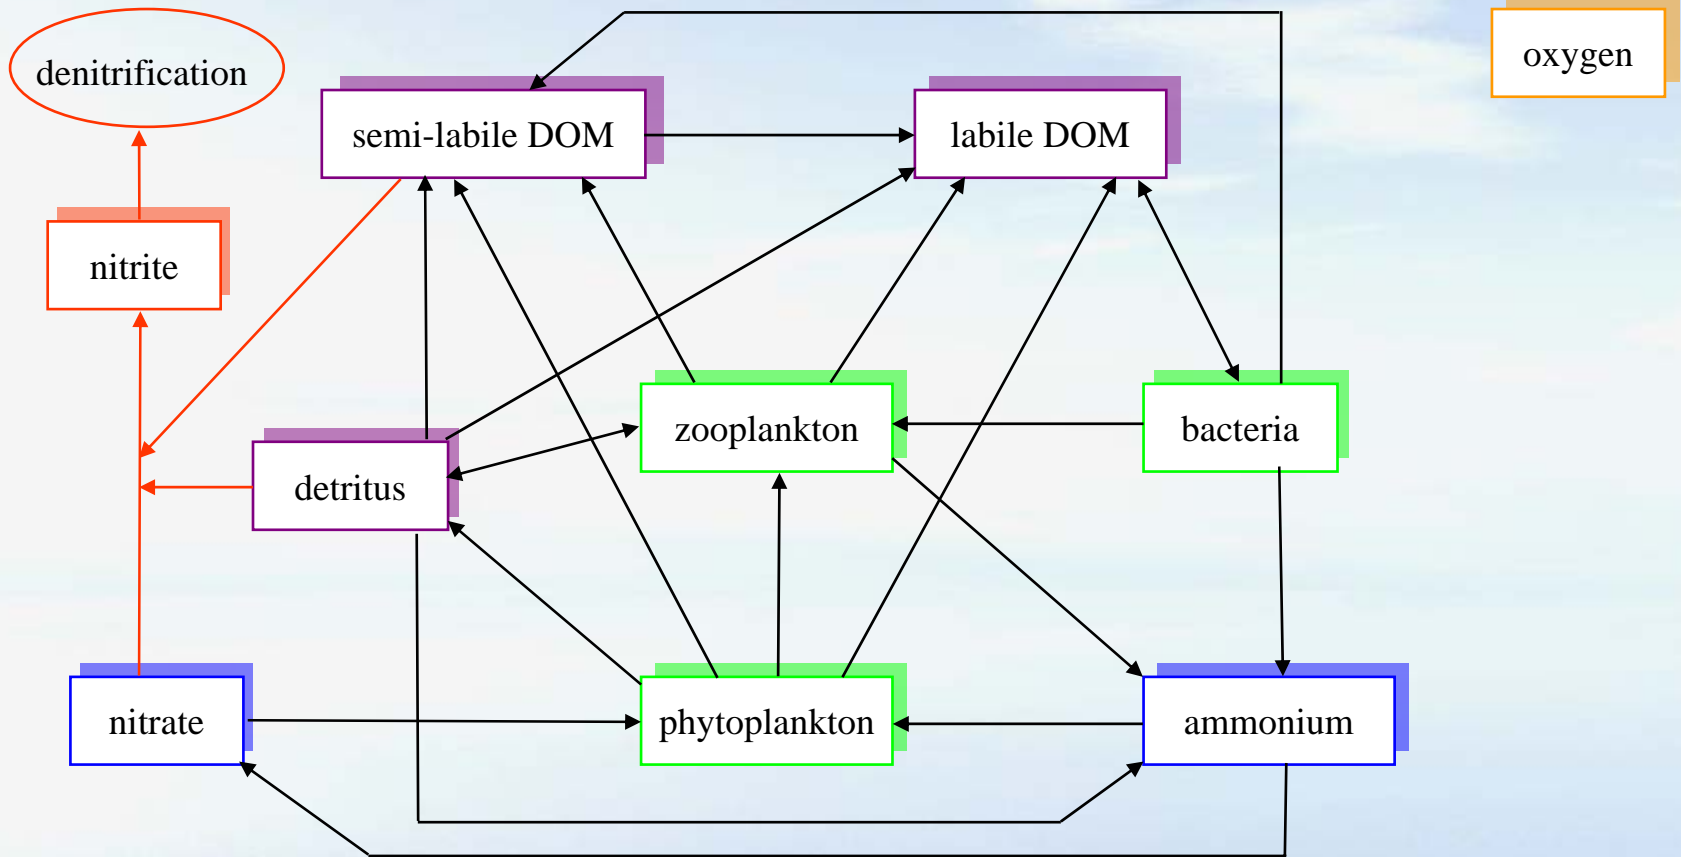 oxygen
denitrification
semi-labile DOM
labile DOM
nitrite
zooplankton
bacteria
detritus
nitrate
phytoplankton
ammonium